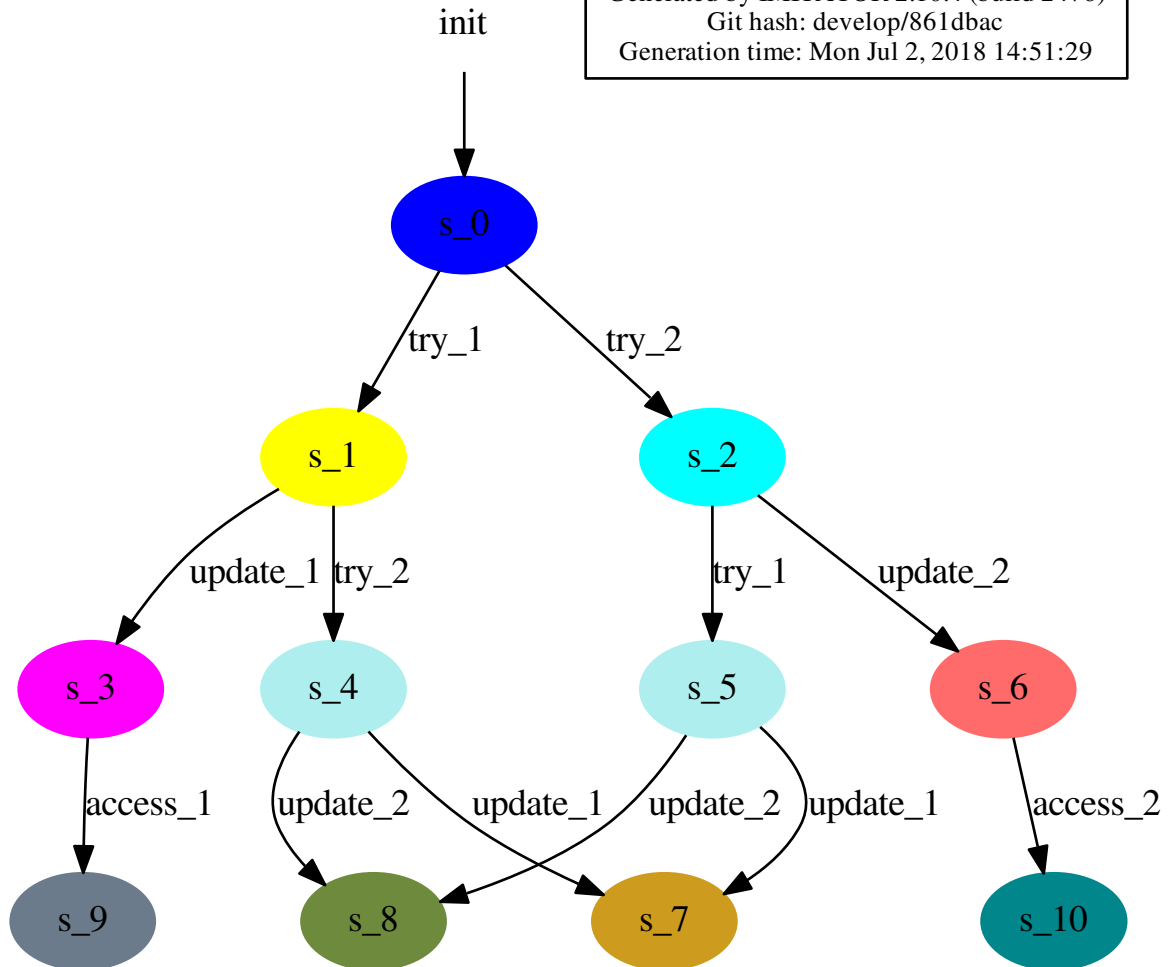 init
Git hash: develop/861dbac
Generation time: Mon Jul 2, 2018 14:51:29
s_0
try_1
try_2
s_1
s_2
update_1
try_2
try_1
update_2
s_3
s_4
s_5
s_6
access_1
update_2
update_1
update_2
update_1
access_2
s_9
s_8
s_7
s_10